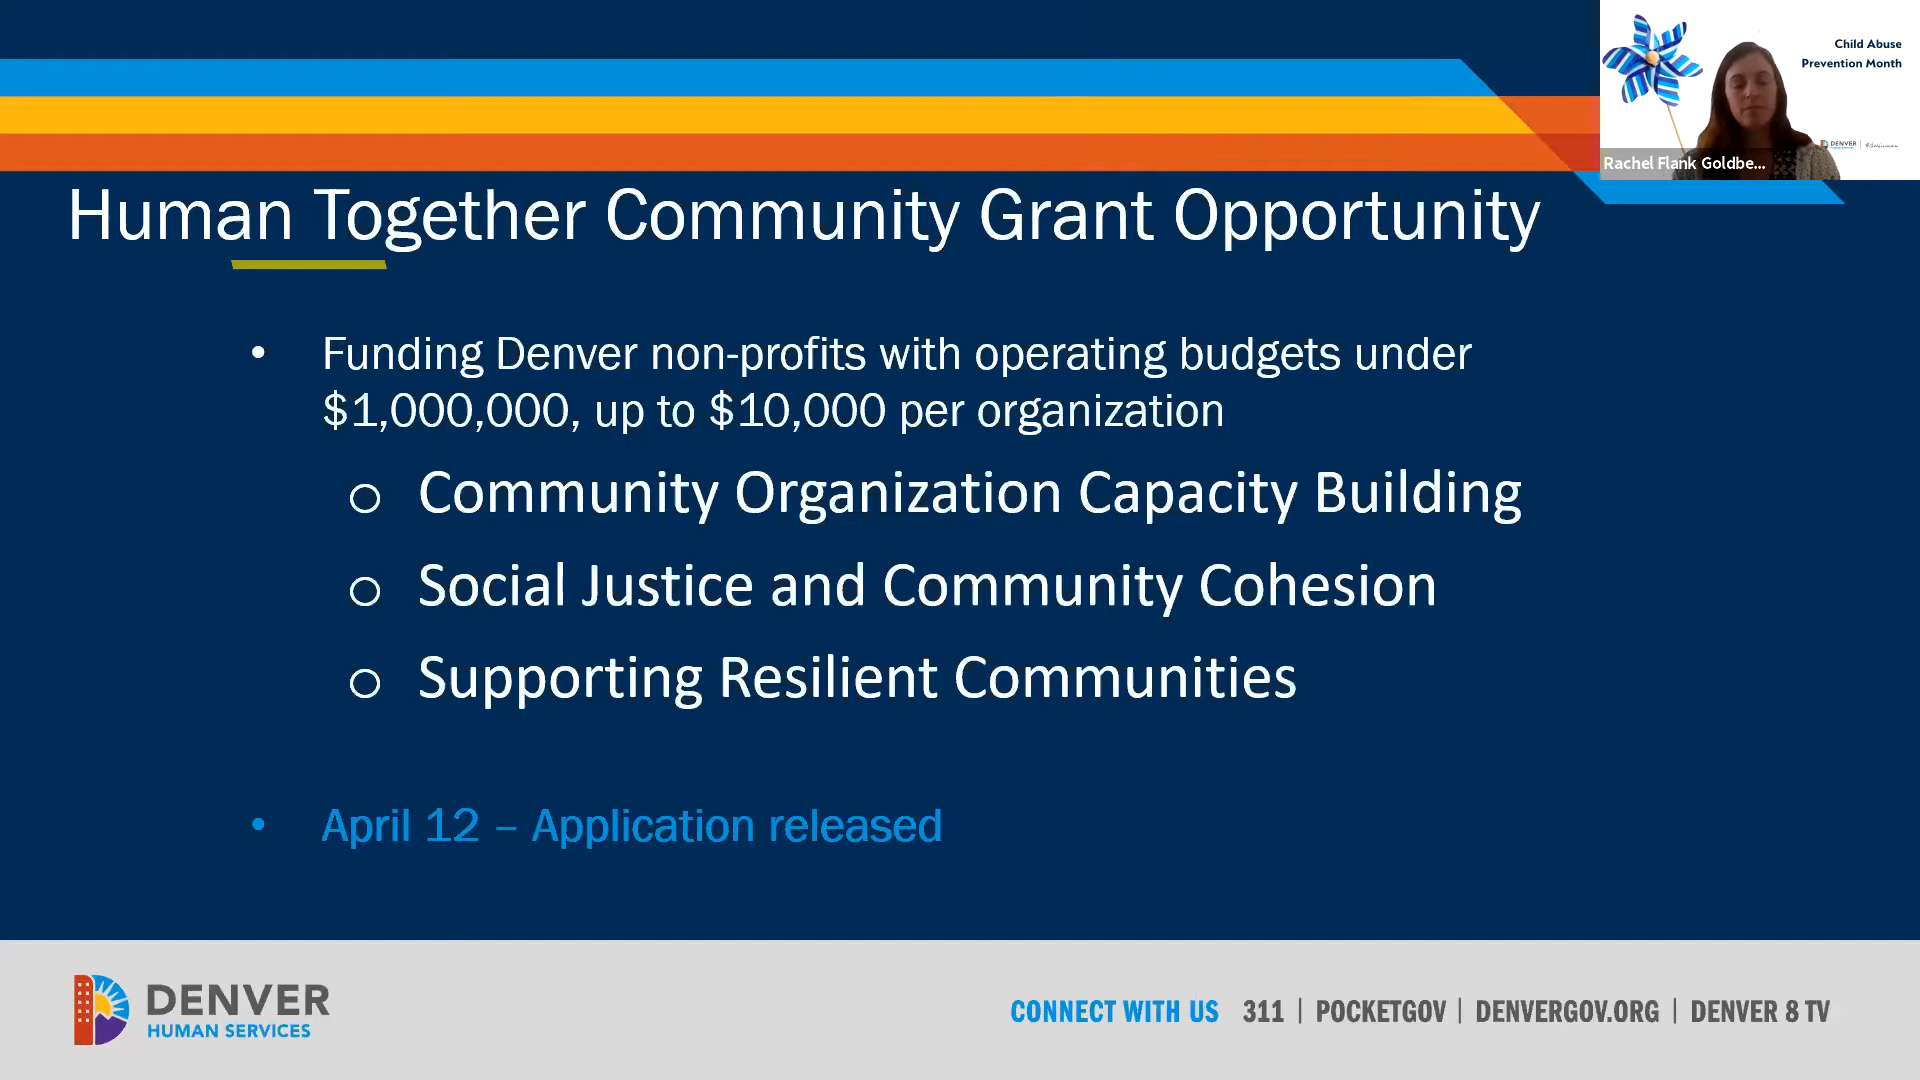 Child Abuse
Prevention Month
DENVER
Rachel Flank Goldbe...
Human Together Community Grant Opportunity
• Funding Denver non-profits with operating budgets under
$1,000,000, up to $10,000 per organization
o Community Organization Capacity Building
o Social Justice and Community Cohesion
o Supporting Resilient Communities
• April 12 – Application released
DENVER
HUMAN SERVICES
CONNECT WITH US 311 | POCKETGOV | DENVERGOV.ORG | DENVER 8 TV